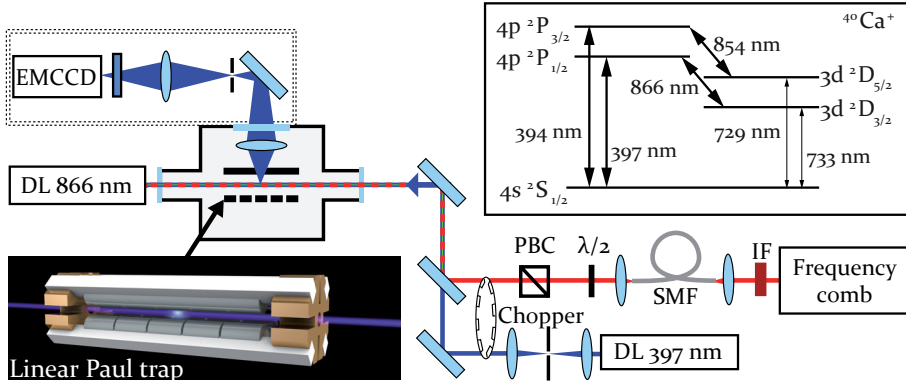 EMCCD
DL 866 nm
Linear Paul trap
⁴⁰Ca⁺
4p ²P₃/₂
4p ²P₁/₂
854 nm
866 nm
3d ²D₅/₂
3d ²D₃/₂
394 nm
397 nm
729 nm
733 nm
4s ²S₁/₂
PBC
λ/2
SMF
IF
Frequency
comb
Chopper
DL 397 nm